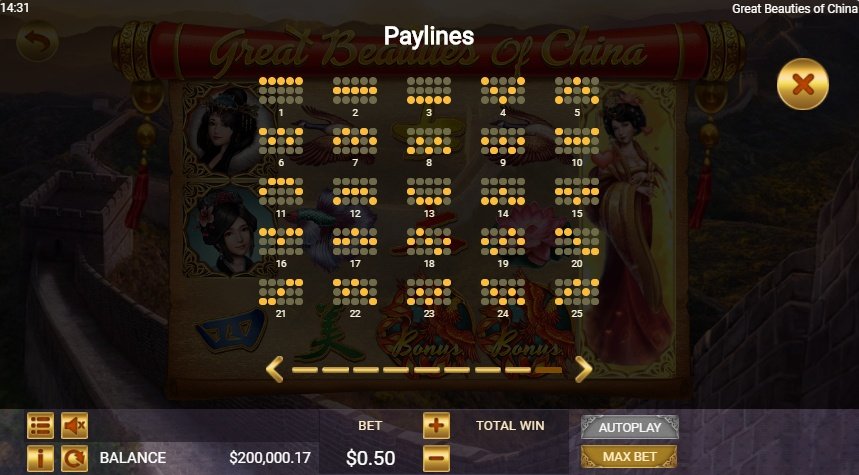 14:31
Great Beauties of China
Great Beauties Of China
Paylines
1 2 3 4 5
6 7 8 9 10
11 12 13 14 15
16 17 18 19 20
21 22 23 24 25
Bonus Bonus
BET TOTAL WIN AUTOPLAY
BALANCE $200,000.17 $0.50 MAX BET